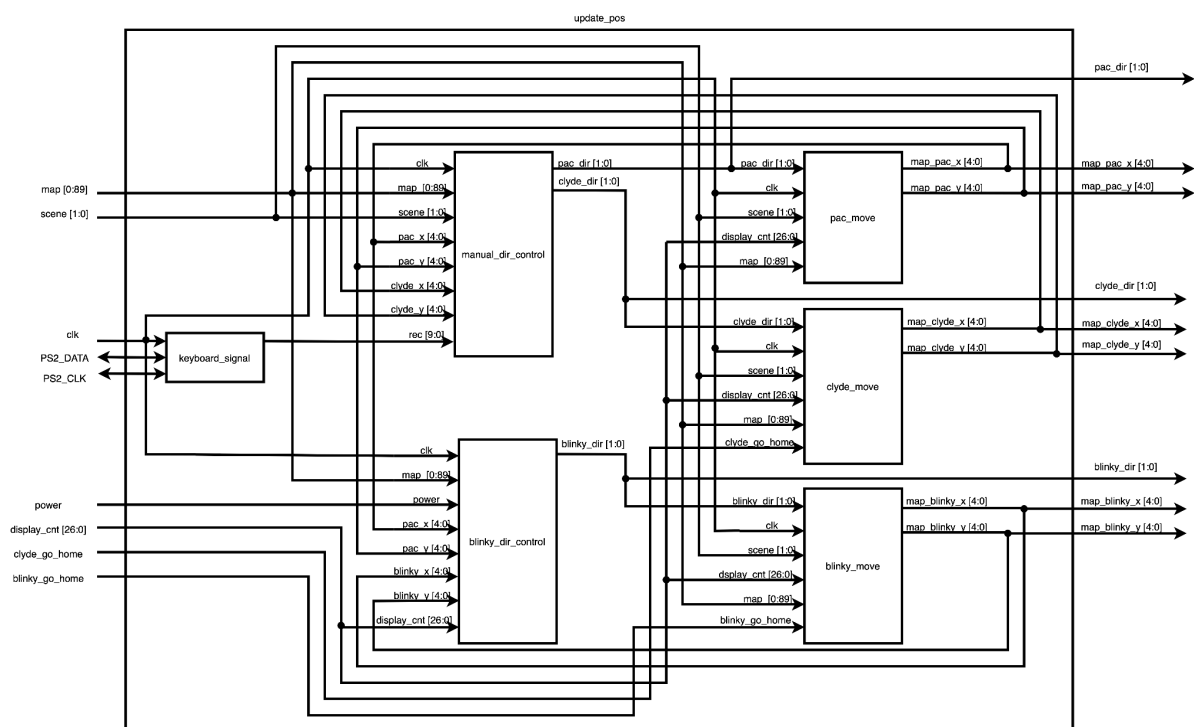 update_pos
map [0:89]
scene [1:0]
clk
PS2_DATA
PS2_CLK
power
display_cnt [26:0]
clyde_go_home
blinky_go_home
keyboard_signal
clk
map [0:89]
scene [1:0]
pac_x [4:0]
pac_y [4:0]
clyde_x [4:0]
clyde_y [4:0]
rec [9:0]
manual_dir_control
pac_dir [1:0]
clyde_dir [1:0]
clk
map [0:89]
power
pac_x [4:0]
pac_y [4:0]
blinky_x [4:0]
blinky_y [4:0]
display_cnt [26:0]
blinky_dir_control
blinky_dir [1:0]
pac_dir [1:0]
clk
scene [1:0]
display_cnt [26:0]
map [0:89]
pac_move
map_pac_x [4:0]
map_pac_y [4:0]
clyde_dir [1:0]
clk
scene [1:0]
display_cnt [26:0]
map [0:89]
clyde_go_home
clyde_move
map_clyde_x [4:0]
map_clyde_y [4:0]
blinky_dir [1:0]
clk
scene [1:0]
dsplay_cnt [26:0]
map [0:89]
blinky_go_home
blinky_move
map_blinky_x [4:0]
map_blinky_y [4:0]
pac_dir [1:0]
map_pac_x [4:0]
map_pac_y [4:0]
clyde_dir [1:0]
map_clyde_x [4:0]
map_clyde_y [4:0]
blinky_dir [1:0]
map_blinky_x [4:0]
map_blinky_y [4:0]